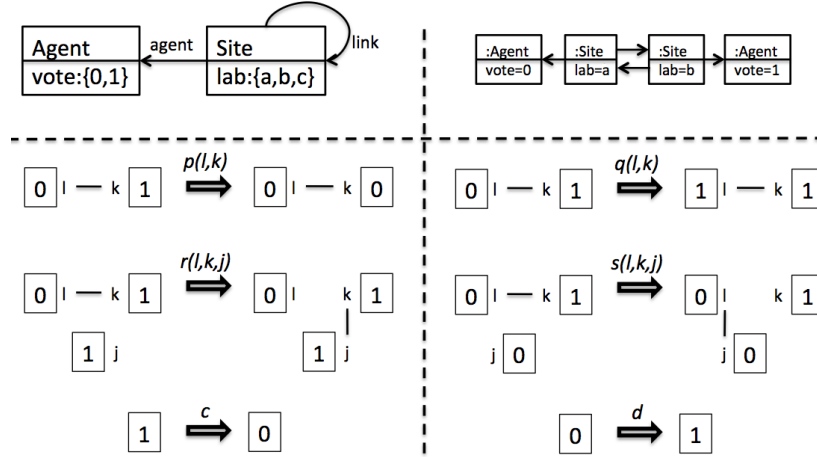 Agent
vote:{0,1}
agent
Site
lab:{a,b,c}
link
:Agent
vote=0
:Site
lab=a
:Site
lab=b
:Agent
vote=1
0 l k 1 p(l,k) 0 l k 0
0 l k 1 q(l,k) 1 l k 1
0 l k 1 r(l,k,j) 0 l k 1
1 j 1 j
0 l k 1 s(l,k,j) 0 l k 1
j 0 j 0
1 c 0
0 d 1